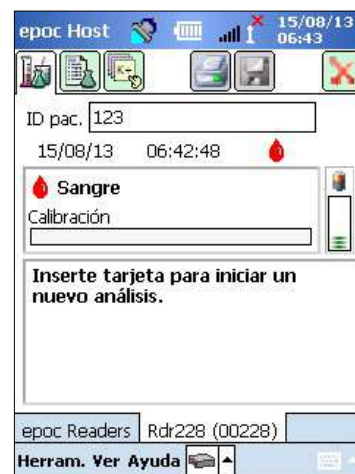 epoc Host 15/08/13
06:43
K+
ID pac. 123
15/08/13 06:42:48
Sangre
Calibración
Inserte tarjeta para iniciar un
nuevo análisis.
epoc Readers Rdr228 (00228)
Herram. Ver Ayuda